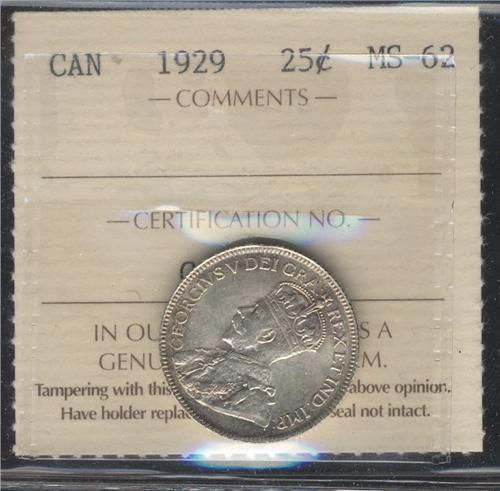 CAN 1929 25¢ MS-62
— COMMENTS —
— CERTIFICATION NO. —
IN OU S A
GENU M.
Tampering with this above opinion.
Have holder repla Seal not intact.
GEORGIVS V DEI GRA: REX ET IND: IMP: